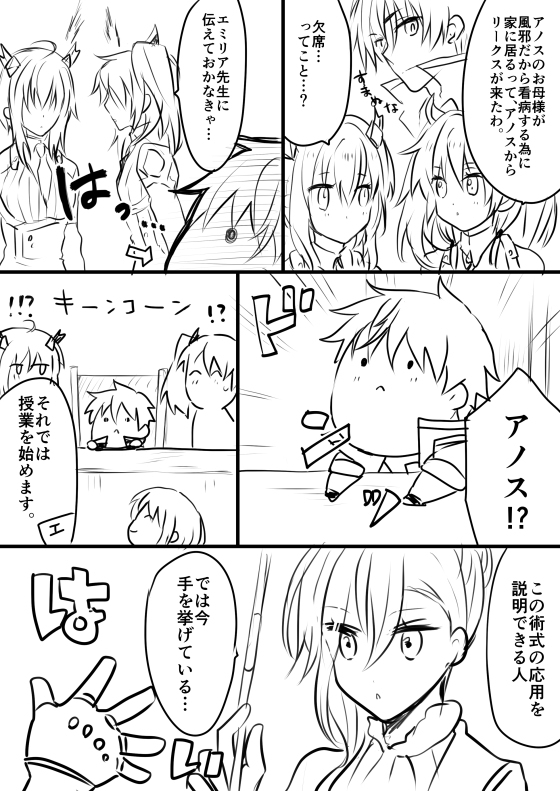 アノスのお母様が
風邪だから看病する為に
家に居るって、アノスから
リークスが来たわ。
すまぬな
欠席…
ってこと…?
エミリア先生に
伝えておかなきゃ…
はっ…
アノス!?
ドドン
!?
キーンコーン
!!?
それでは
授業を始めます。
エ
この術式の応用を
説明できる人
では今
手を挙げている…
はい